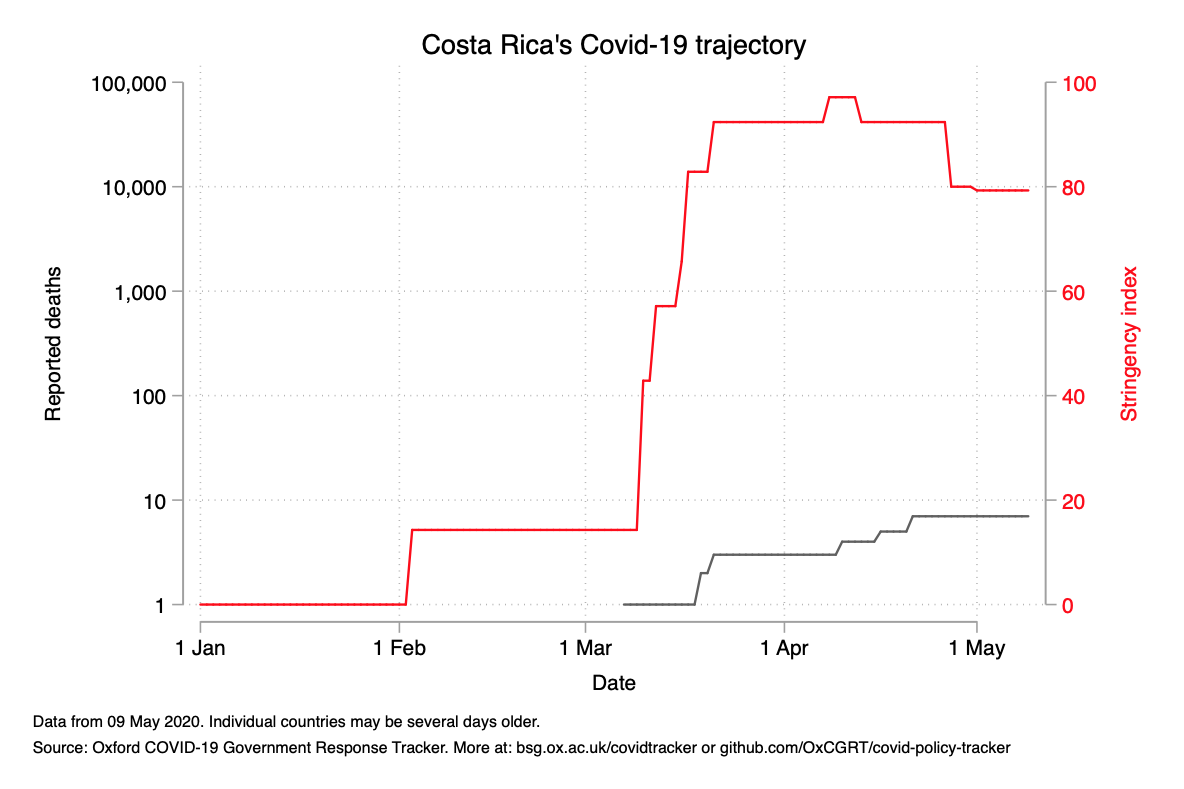 Costa Rica's Covid-19 trajectory
100,000
10,000
1,000
100
10
1
Reported deaths
100
80
60
40
20
0
Stringency index
1 Jan 1 Feb 1 Mar 1 Apr 1 May
Date
Data from 09 May 2020. Individual countries may be several days older.
Source: Oxford COVID-19 Government Response Tracker. More at: bsg.ox.ac.uk/covidtracker or github.com/OxCGRT/covid-policy-tracker